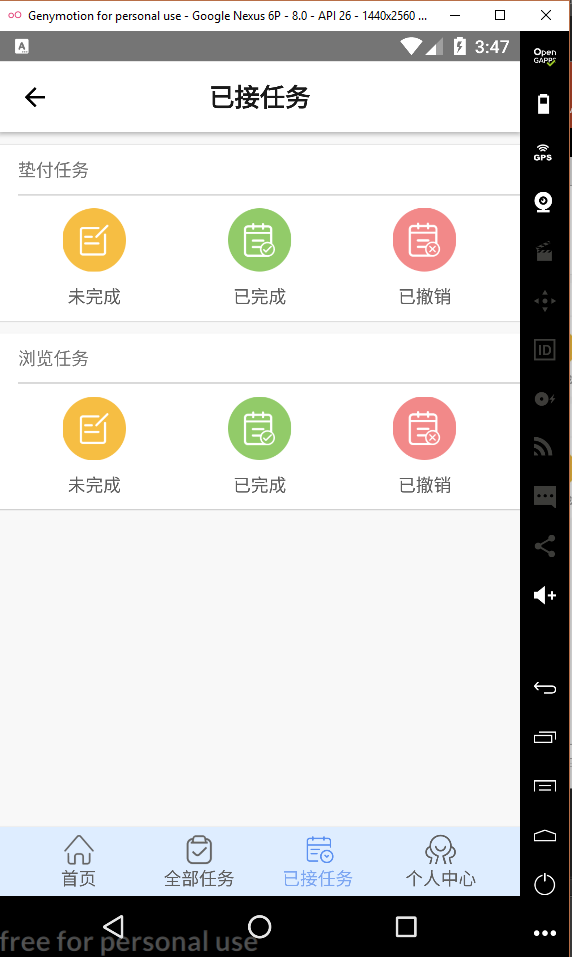 Genymotion for personal use - Google Nexus 6P - 8.0 - API 26 - 1440x2560 ...
A
3:47
Open
GAPPS
已接任务
GPS
垫付任务
未完成
已完成
已撤销
ID
浏览任务
未完成
已完成
已撤销
首页
全部任务
已接任务
个人中心
free for personal use